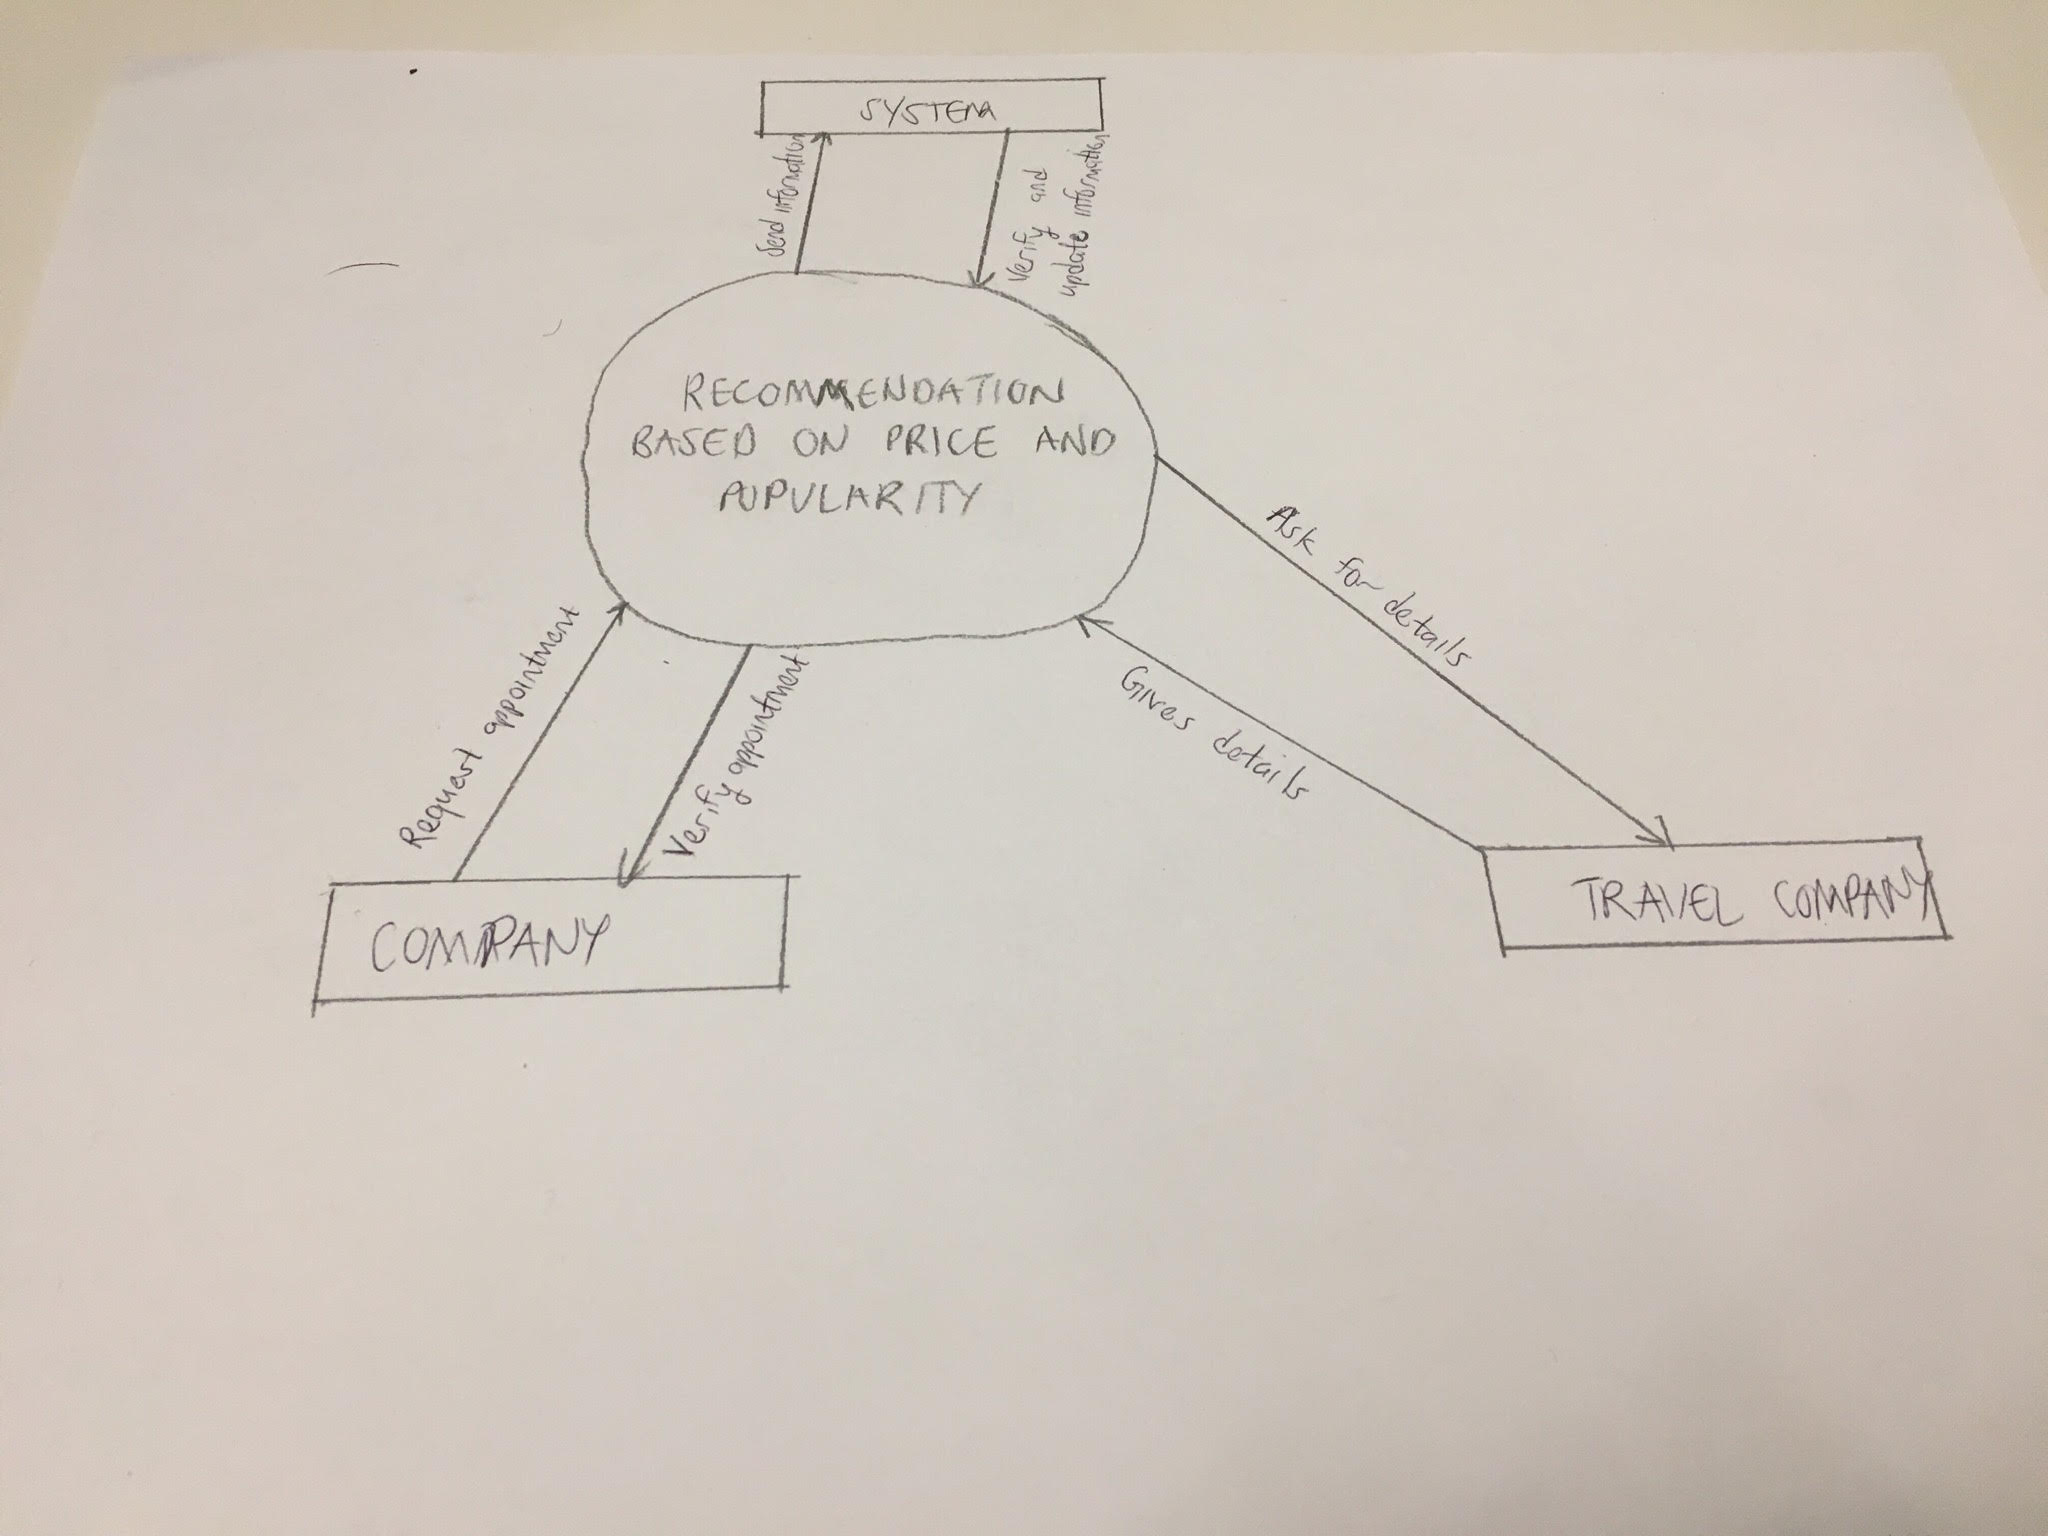 SYSTEM
Send information
Verify and
update information
RECOMMENDATION
BASED ON PRICE AND
POPULARITY
Ask for details
Gives details
Request appointment
Verify appointment
COMPANY
TRAVEL COMPANY